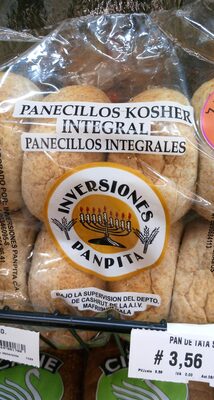 PANECILLOS KOSHER
INTEGRAL
PANECILLOS INTEGRALES
INVERSIONES
PANPITA
BAJO LA SUPERVISION DEL DEPTO.
DE CASHRUT DE LA A.I.V.
PAN DE TATA S
# 3,56